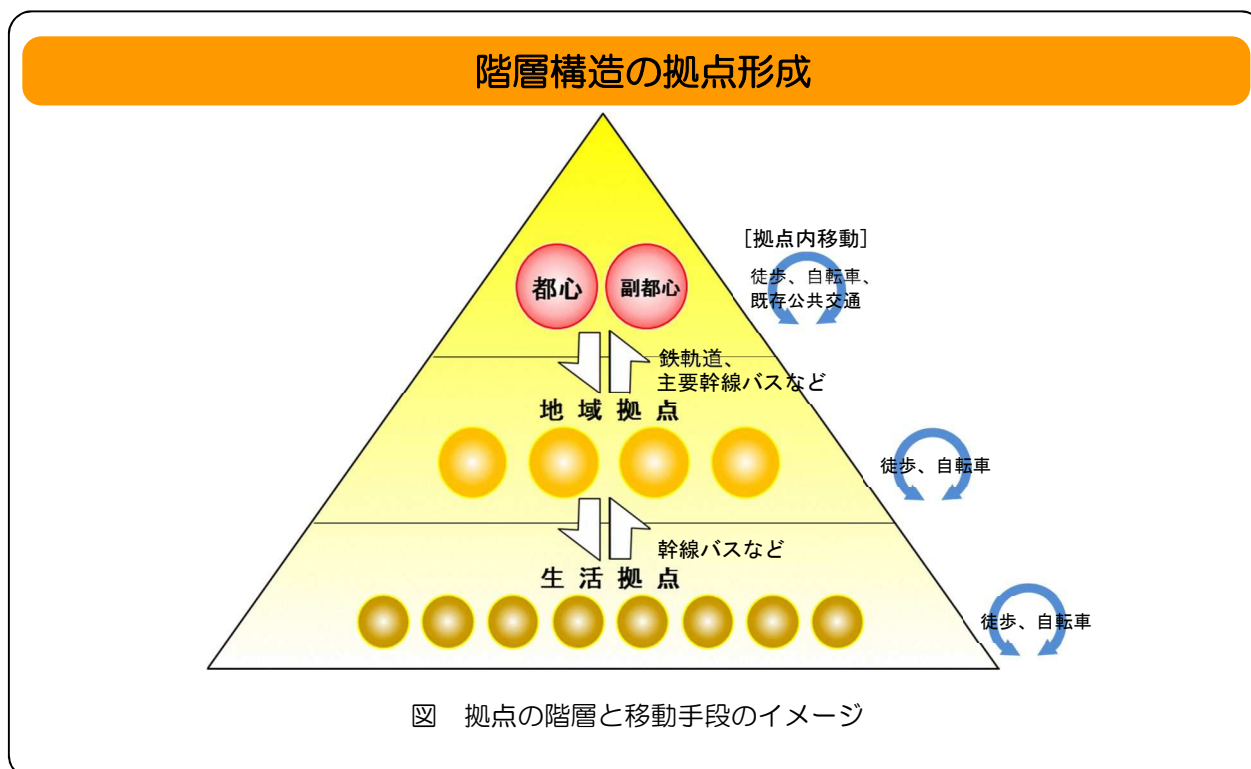 階層構造の拠点形成
[拠点内移動]
徒歩、自転車、
既存公共交通
都心
副都心
鉄軌道、
主要幹線バスなど
地域拠点
徒歩、自転車
幹線バスなど
生活拠点
徒歩、自転車
図 拠点の階層と移動手段のイメージ